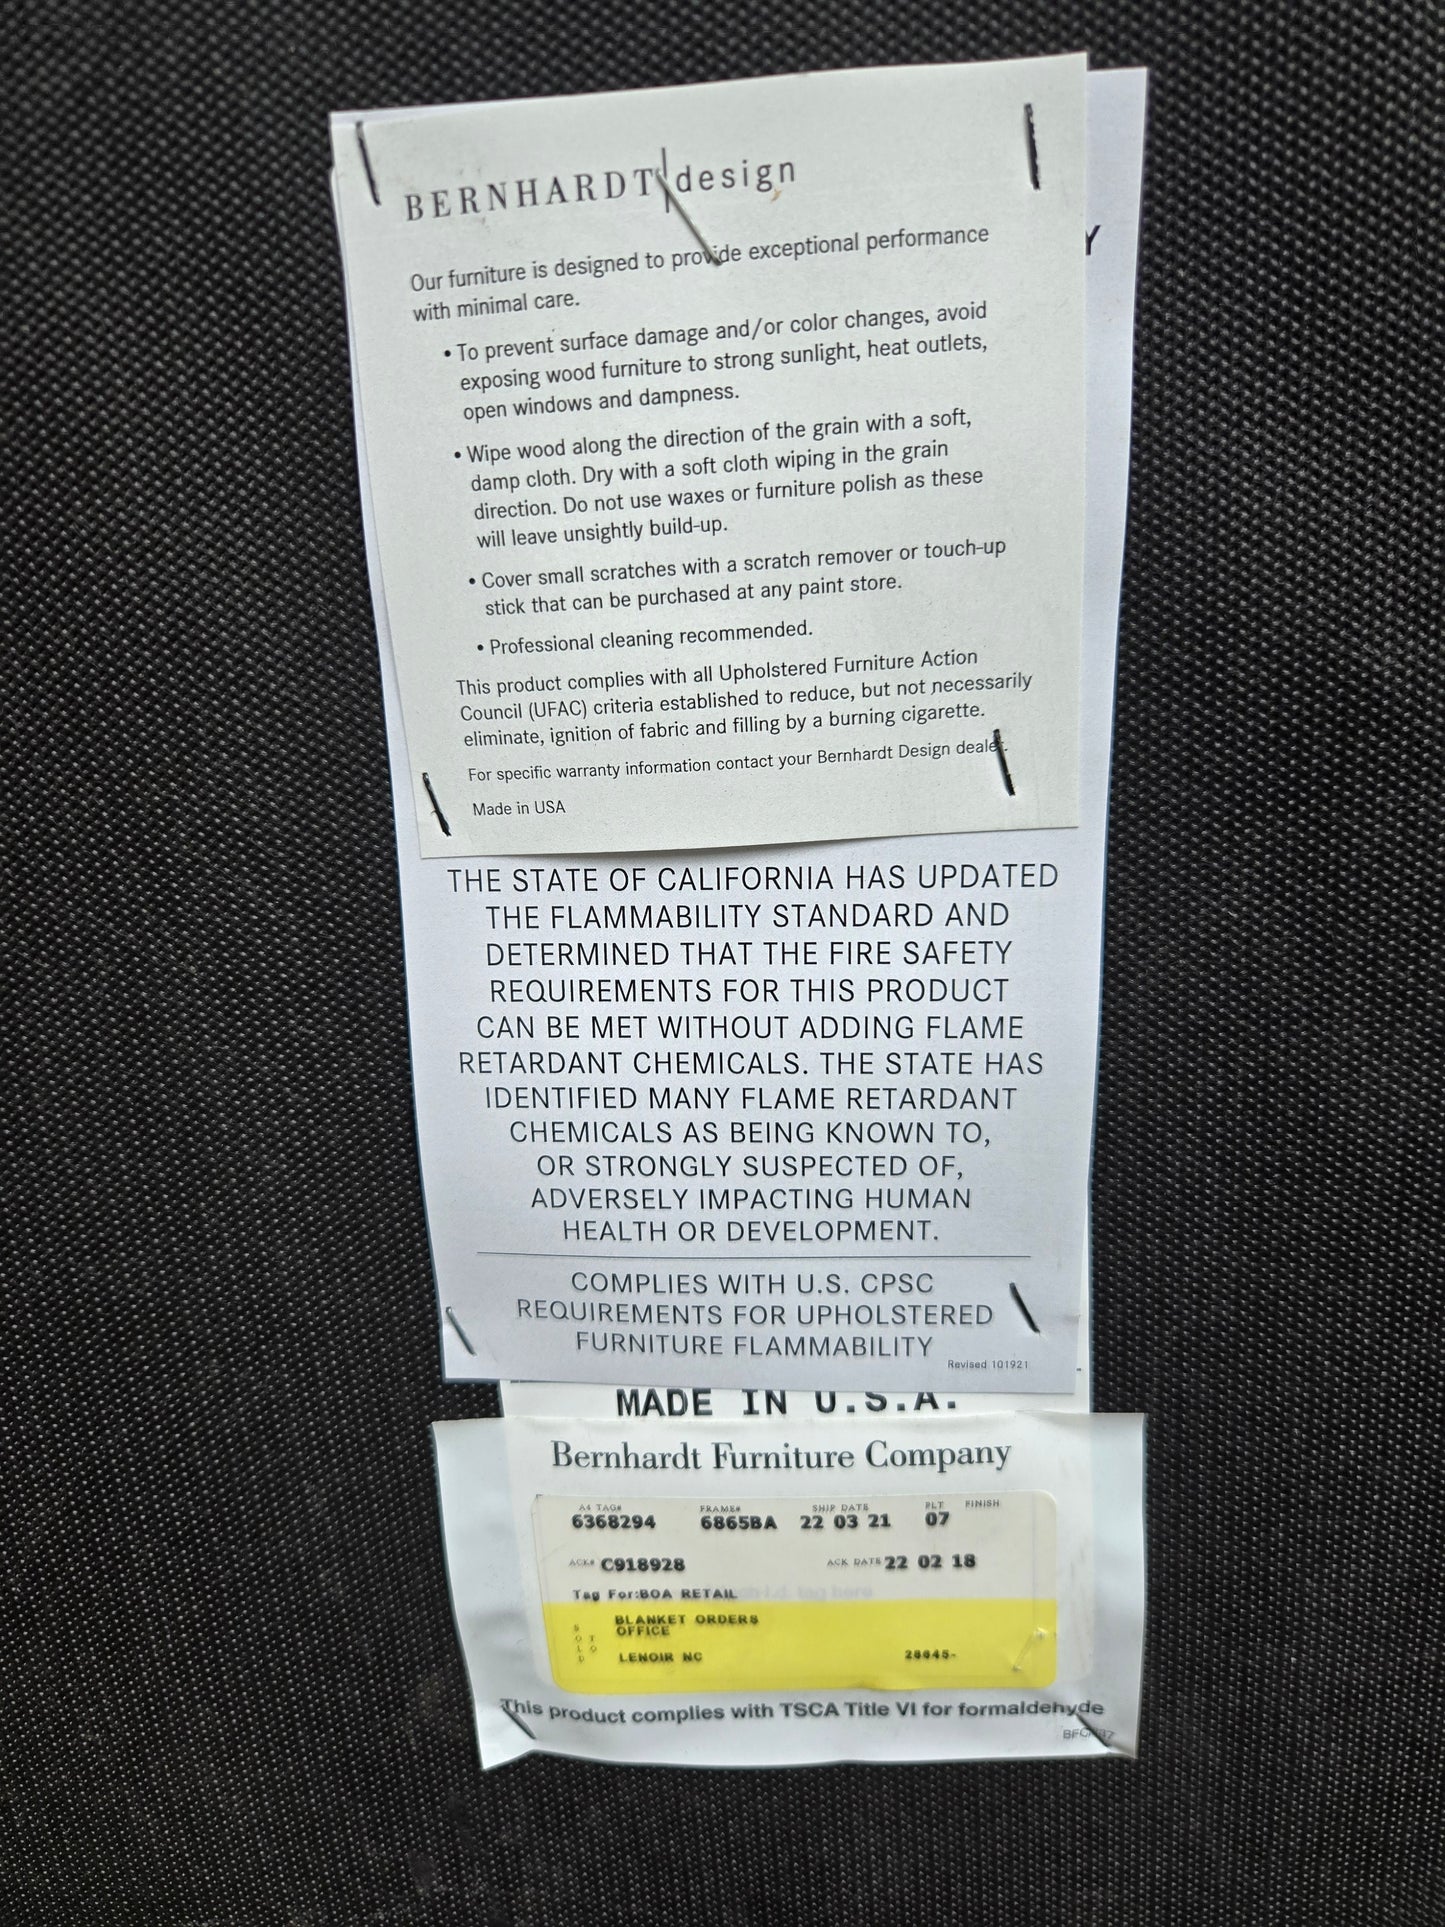 BERNHARDT design
Y
Our furniture is designed to provide exceptional performance
with minimal care.
• To prevent surface damage and/or color changes, avoid
exposing wood furniture to strong sunlight, heat outlets,
open windows and dampness.
• Wipe wood along the direction of the grain with a soft,
damp cloth. Dry with a soft cloth wiping in the grain
direction. Do not use waxes or furniture polish as these
will leave unsightly build-up.
• Cover small scratches with a scratch remover or touch-up
stick that can be purchased at any paint store.
• Professional cleaning recommended.
This product complies with all Upholstered Furniture Action
Council (UFAC) criteria established to reduce, but not necessarily
eliminate, ignition of fabric and filling by a burning cigarette.
For specific warranty information contact your Bernhardt Design dealer.
Made in USA
THE STATE OF CALIFORNIA HAS UPDATED
THE FLAMMABILITY STANDARD AND
DETERMINED THAT THE FIRE SAFETY
REQUIREMENTS FOR THIS PRODUCT
CAN BE MET WITHOUT ADDING FLAME
RETARDANT CHEMICALS. THE STATE HAS
IDENTIFIED MANY FLAME RETARDANT
CHEMICALS AS BEING KNOWN TO,
OR STRONGLY SUSPECTED OF,
ADVERSELY IMPACTING HUMAN
HEALTH OR DEVELOPMENT.
COMPLIES WITH U.S. CPSC
REQUIREMENTS FOR UPHOLSTERED
FURNITURE FLAMMABILITY
Revised 101921
MADE IN U.S.A.
Bernhardt Furniture Company
A4 TAG# FRAME# SHIP DATE PLT FINISH
6368294 6865BA 22 03 21 07
ACK# C918928 ACK DATE 22 02 18
Tag For:BOA RETAIL i.d. tag here
SOLD TO
BLANKET ORDERS
OFFICE
LENOIR NC 28645-
This product complies with TSCA Title VI for formaldehyde